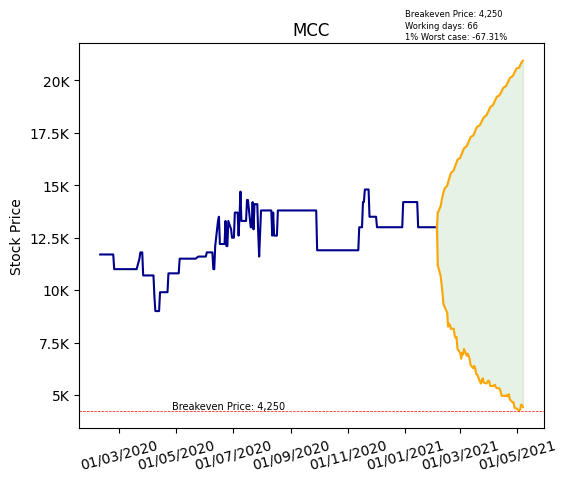 Breakeven Price: 4,250
Working days: 66
1% Worst case: -67.31%
MCC
Stock Price
20K
17.5K
15K
12.5K
10K
7.5K
5K
Breakeven Price: 4,250
01/03/2020
01/05/2020
01/07/2020
01/09/2020
01/11/2020
01/01/2021
01/03/2021
01/05/2021